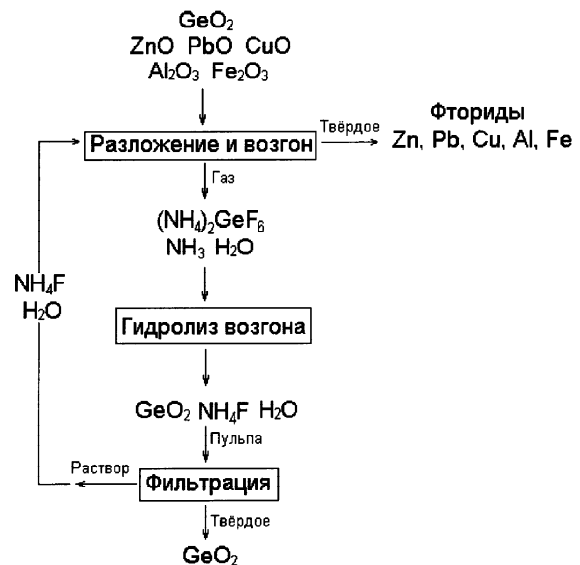 GeO₂
ZnO PbO CuO
Al₂O₃ Fe₂O₃
Разложение и возгон
Твёрдое
Фториды
Zn, Pb, Cu, Al, Fe
Газ
(NH₄)₂GeF₆
NH₃ H₂O
NH₄F
H₂O
Гидролиз возгона
GeO₂ NH₄F H₂O
Пульпа
Раствор
Фильтрация
Твёрдое
GeO₂